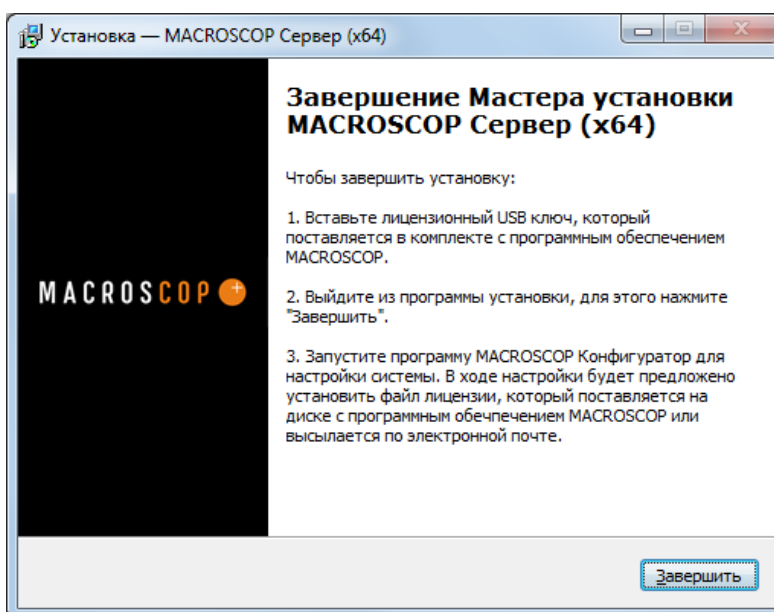 Установка — MACROSCOP Сервер (x64)
Завершение Мастера установки
MACROSCOP Сервер (x64)
Чтобы завершить установку:
1. Вставьте лицензионный USB ключ, который
поставляется в комплекте с программным обеспечением
MACROSCOP.
MACROSCOP
2. Выйдите из программы установки, для этого нажмите
"Завершить".
3. Запустите программу MACROSCOP Конфигуратор для
настройки системы. В ходе настройки будет предложено
установить файл лицензии, который поставляется на
диске с программным обечпечением MACROSCOP или
высылается по электронной почте.
Завершить